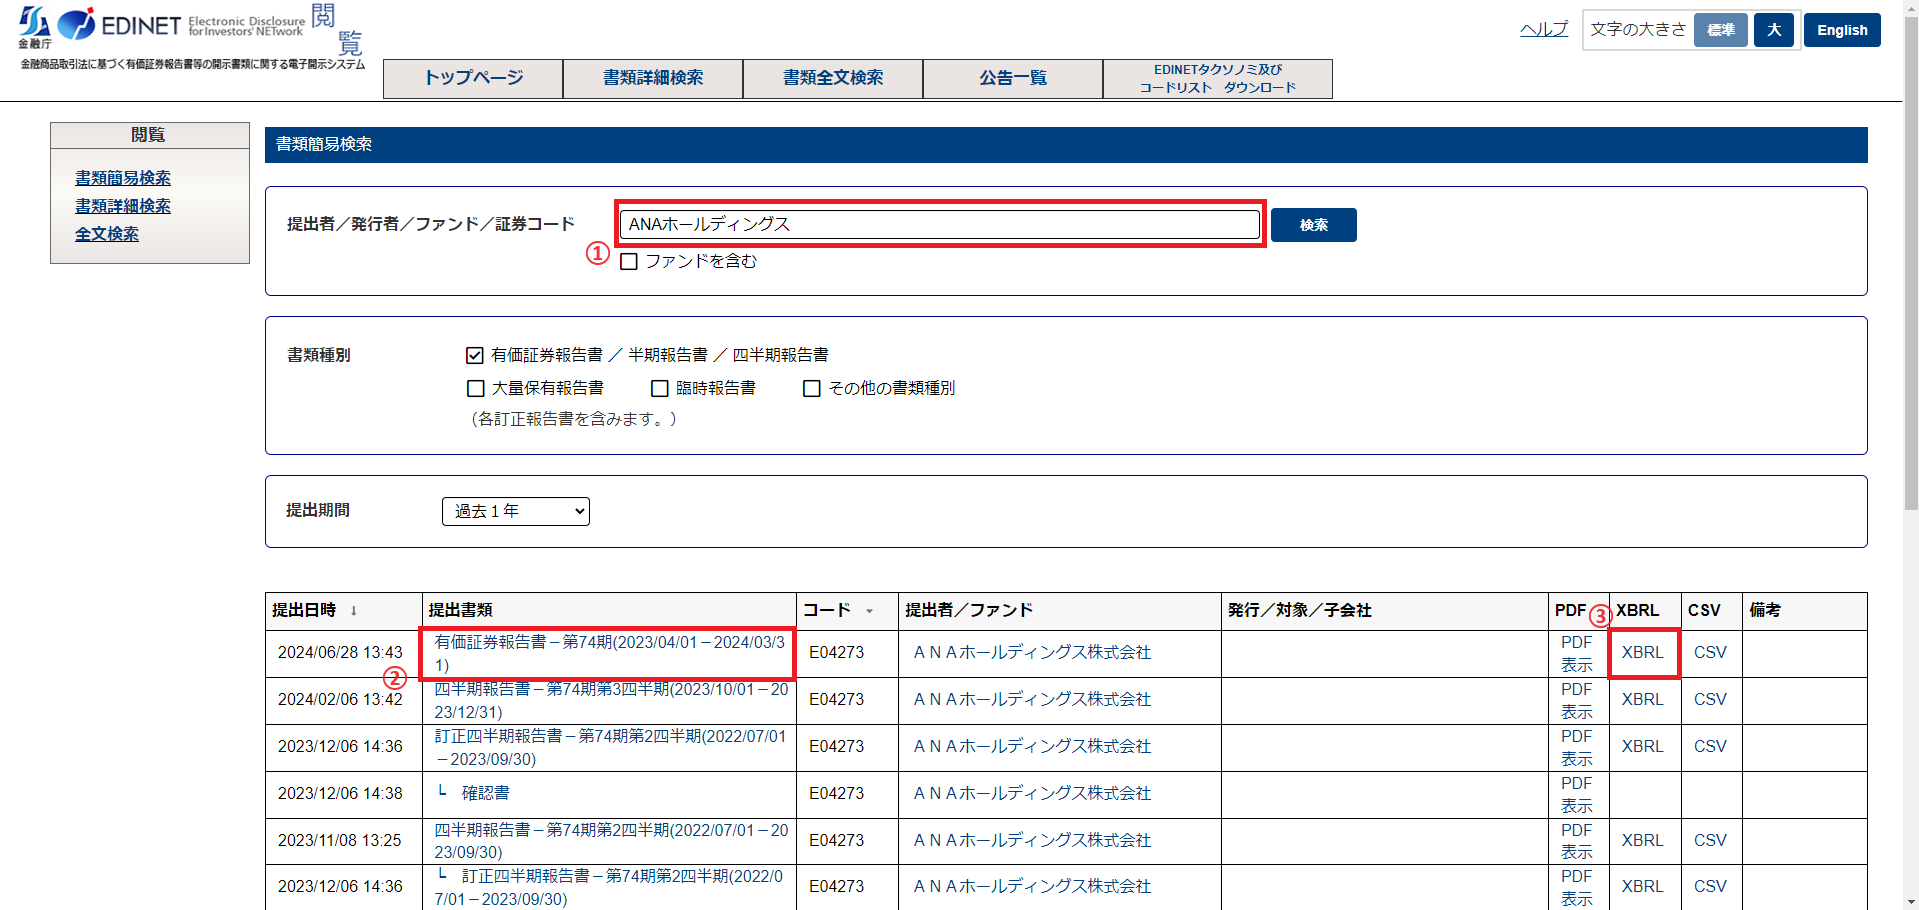 金融庁
EDINET
Electronic Disclosure
for Investors' NETwork
閲覧
金融商品取引法に基づく有価証券報告書等の開示書類に関する電子開示システム
ヘルプ
文字の大きさ 標準 大
English
トップページ 書類詳細検索 書類全文検索 公告一覧 EDINETタクソノミ及び
コードリスト ダウンロード
閲覧
書類簡易検索
書類詳細検索
全文検索
書類簡易検索
提出者／発行者／ファンド／証券コード ANAホールディングス 検索
① ファンドを含む
書類種別 有価証券報告書 ／ 半期報告書 ／ 四半期報告書
大量保有報告書 臨時報告書 その他の書類種別
（各訂正報告書を含みます。）
提出期間 過去１年
提出日時 ↓ 提出書類 コード 提出者／ファンド 発行／対象／子会社 PDF ③ XBRL CSV 備考
2024/06/28 13:43 有価証券報告書－第74期(2023/04/01－2024/03/3
1) E04273 ＡＮＡホールディングス株式会社 PDF
表示 XBRL CSV
②
2024/02/06 13:42 四半期報告書－第74期第3四半期(2023/10/01－20
23/12/31) E04273 ＡＮＡホールディングス株式会社 PDF
表示 XBRL CSV
2023/12/06 14:36 訂正四半期報告書－第74期第2四半期(2022/07/01
－2023/09/30) E04273 ＡＮＡホールディングス株式会社 PDF
表示 XBRL CSV
2023/12/06 14:38 └ 確認書 E04273 ＡＮＡホールディングス株式会社 PDF
表示
2023/11/08 13:25 四半期報告書－第74期第2四半期(2022/07/01－20
23/09/30) E04273 ＡＮＡホールディングス株式会社 PDF
表示 XBRL CSV
2023/12/06 14:36 └ 訂正四半期報告書－第74期第2四半期(2022/0
7/01－2023/09/30) E04273 ＡＮＡホールディングス株式会社 PDF
表示 XBRL CSV